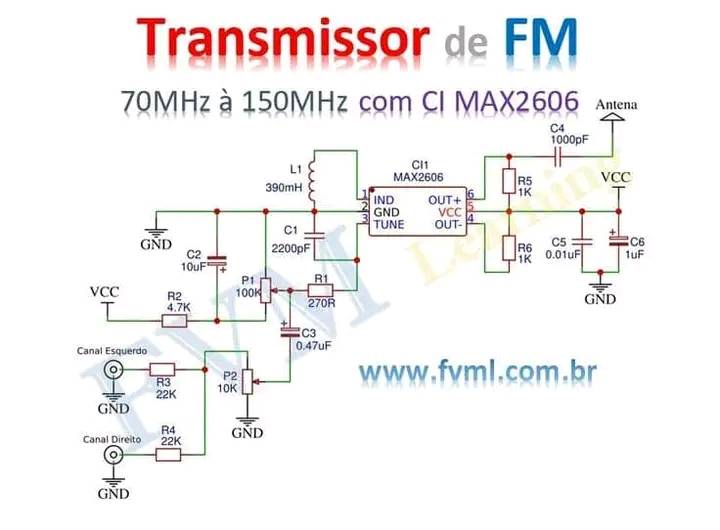 Transmissor de FM
70MHz à 150MHz com CI MAX2606
Antena
C4
1000pF
L1
390mH
CI1
MAX2606
VCC
1
IND
OUT+
6
R5
1K
2
GND
VCC
5
3
TUNE
OUT-
4
GND
C1
2200pF
R6
1K
C5
0.01uF
C6
1uF
C2
10uF
GND
VCC
R2
4.7K
P1
100K
R1
270R
C3
0.47uF
Canal Esquerdo
R3
22K
GND
P2
10K
www.fvml.com.br
GND
Canal Direito
R4
22K
GND
FVM Learning